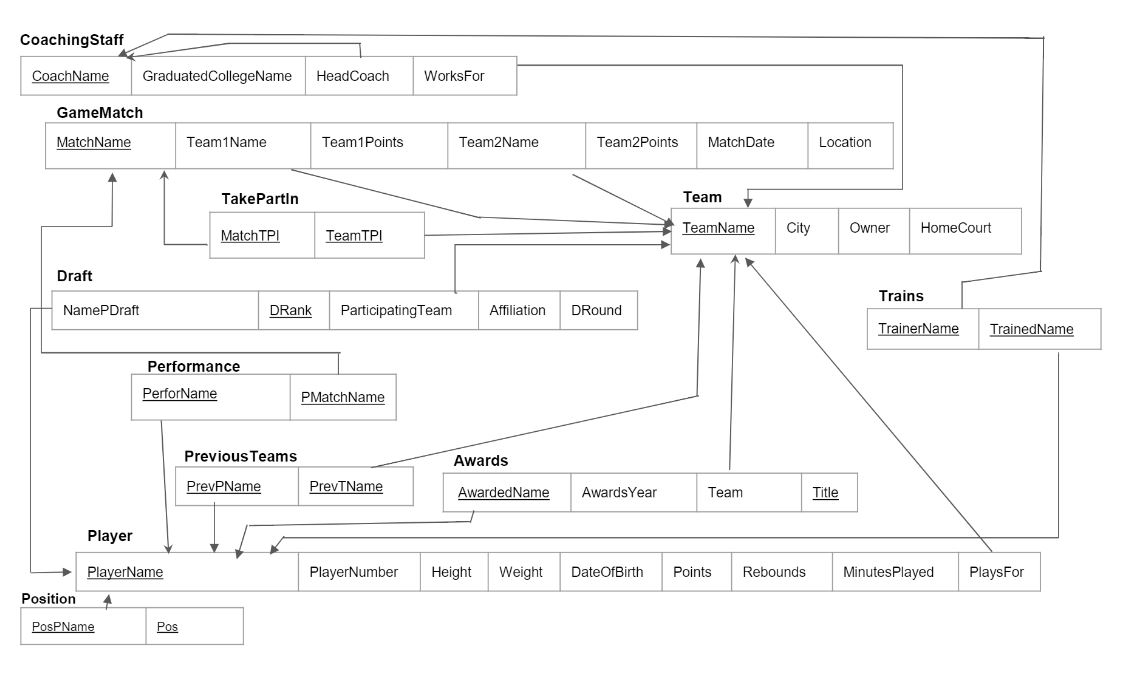 CoachingStaff
CoachName GraduatedCollegeName HeadCoach WorksFor
GameMatch
MatchName Team1Name Team1Points Team2Name Team2Points MatchDate Location
TakePartIn
MatchTPI TeamTPI
Team
TeamName City Owner HomeCourt
Draft
NamePDraft DRank ParticipatingTeam Affiliation DRound
Trains
TrainerName TrainedName
Performance
PerforName PMatchName
PreviousTeams
PrevPName PrevTName
Awards
AwardedName AwardsYear Team Title
Player
PlayerName PlayerNumber Height Weight DateOfBirth Points Rebounds MinutesPlayed PlaysFor
Position
PosPName Pos